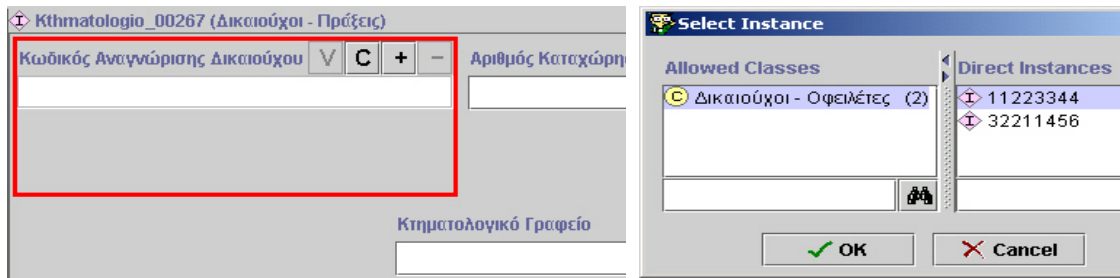 Kthmatologio_00267 (Δικαιούχοι - Πράξεις)
Κωδικός Αναγνώρισης Δικαιούχου V C + −
Αριθμός Καταχώρη
Κτηματολογικό Γραφείο
Select Instance
Allowed Classes
Direct Instances
C Δικαιούχοι - Οφειλέτες (2)
I 11223344
I 32211456
OK
Cancel